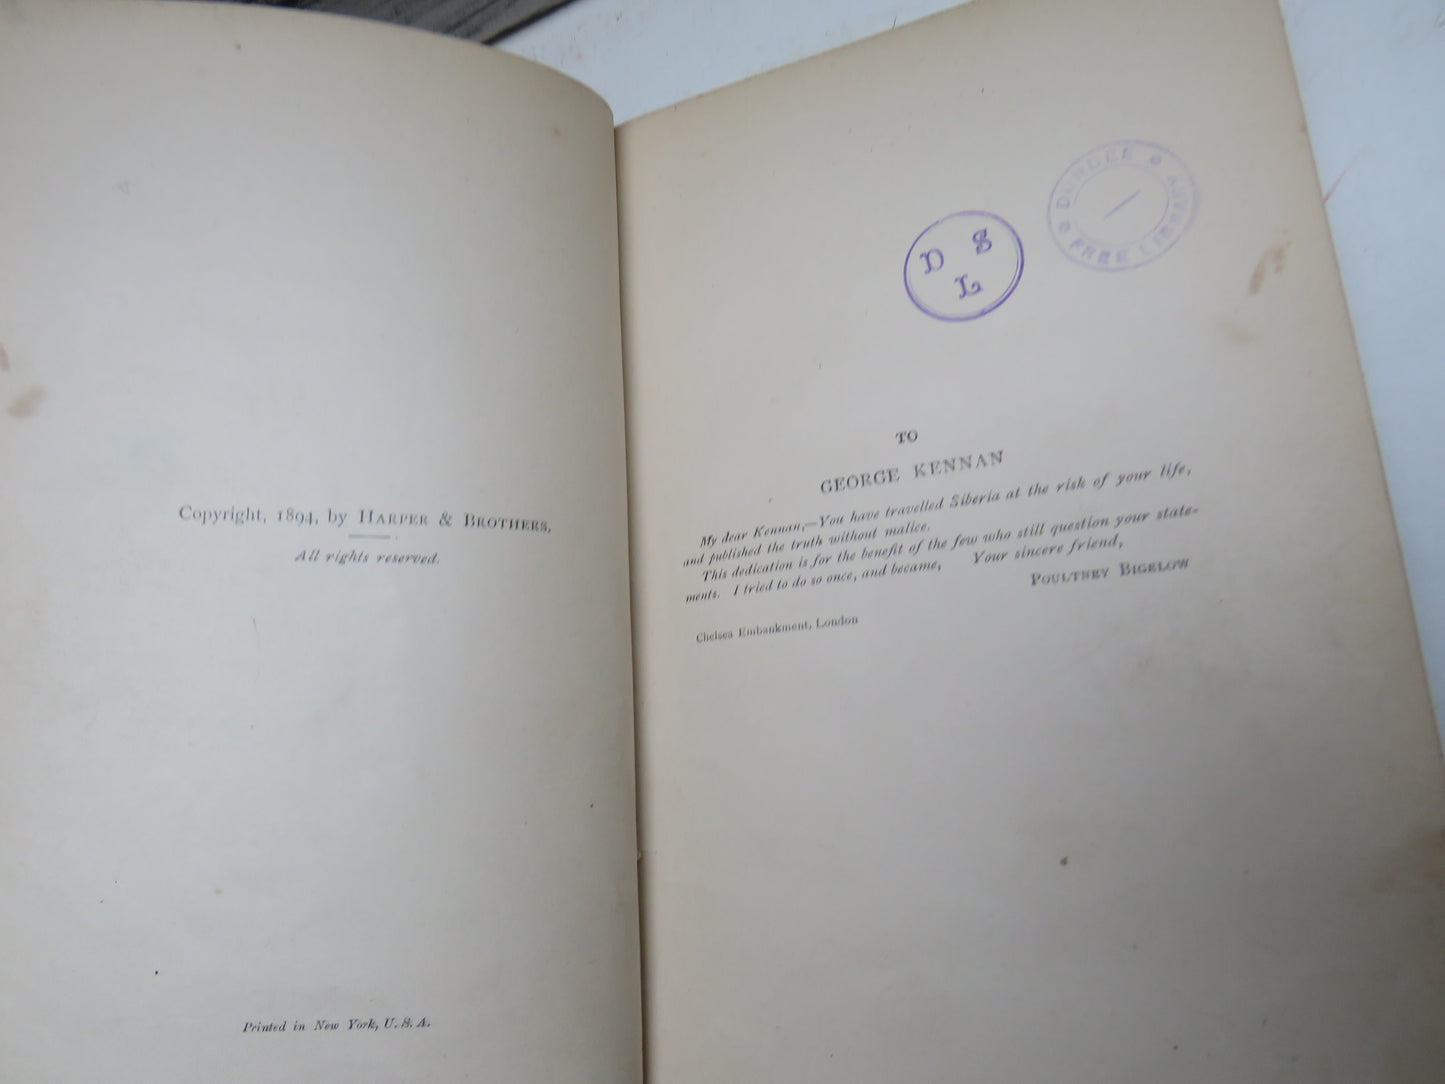 Copyright, 1894, by HARPER & BROTHERS,
All rights reserved.
Printed in New York, U. S. A.
D S
L
DUNDEE
FREE LIBRARY
TO
GEORGE KENNAN
My dear Kennan,—You have travelled Siberia at the risk of your life,
and published the truth without malice.
This dedication is for the benefit of the few who still question your state-
ments. I tried to do so once, and became, Your sincere friend,
POULTNEY BIGELOW
Chelsea Embankment, London